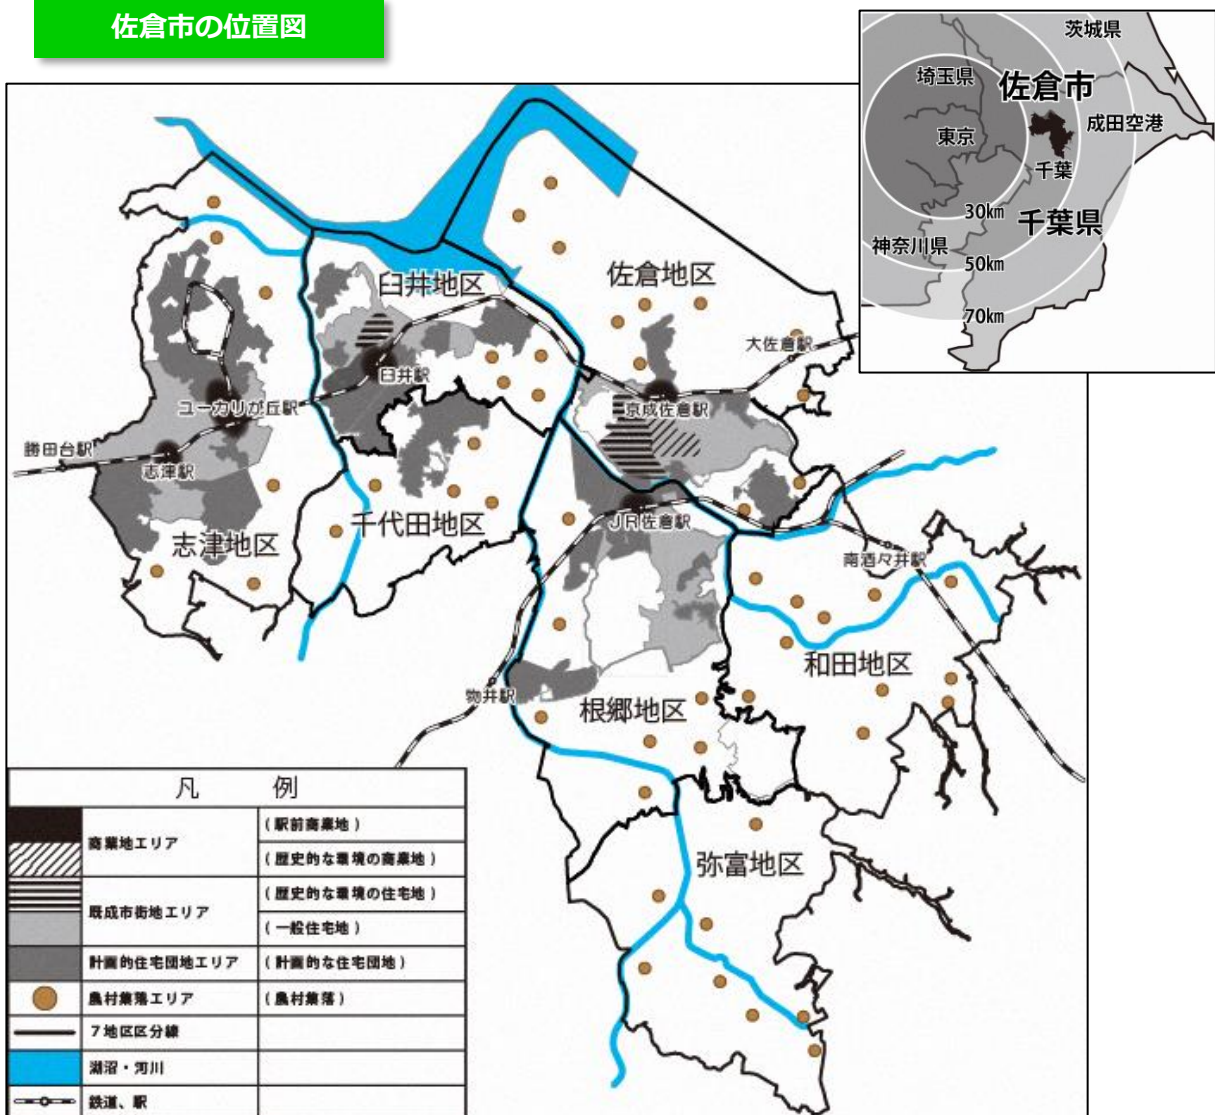 佐倉市の位置図
茨城県
埼玉県
佐倉市
成田空港
東京
千葉
30km
千葉県
神奈川県
50km
70km
臼井地区
佐倉地区
大佐倉駅
臼井駅
ユーカリが丘駅
京成佐倉駅
勝田台駅
志津駅
JR佐倉駅
千代田地区
志津地区
南酒々井駅
和田地区
物井駅
根郷地区
弥富地区
凡 例
商業地エリア
(駅前商業地)
(歴史的な環境の商業地)
既成市街地エリア
(歴史的な環境の住宅地)
(一般住宅地)
計画的住宅団地エリア
(計画的な住宅団地)
農村集落エリア
(農村集落)
7地区区分線
湖沼・河川
鉄道、駅